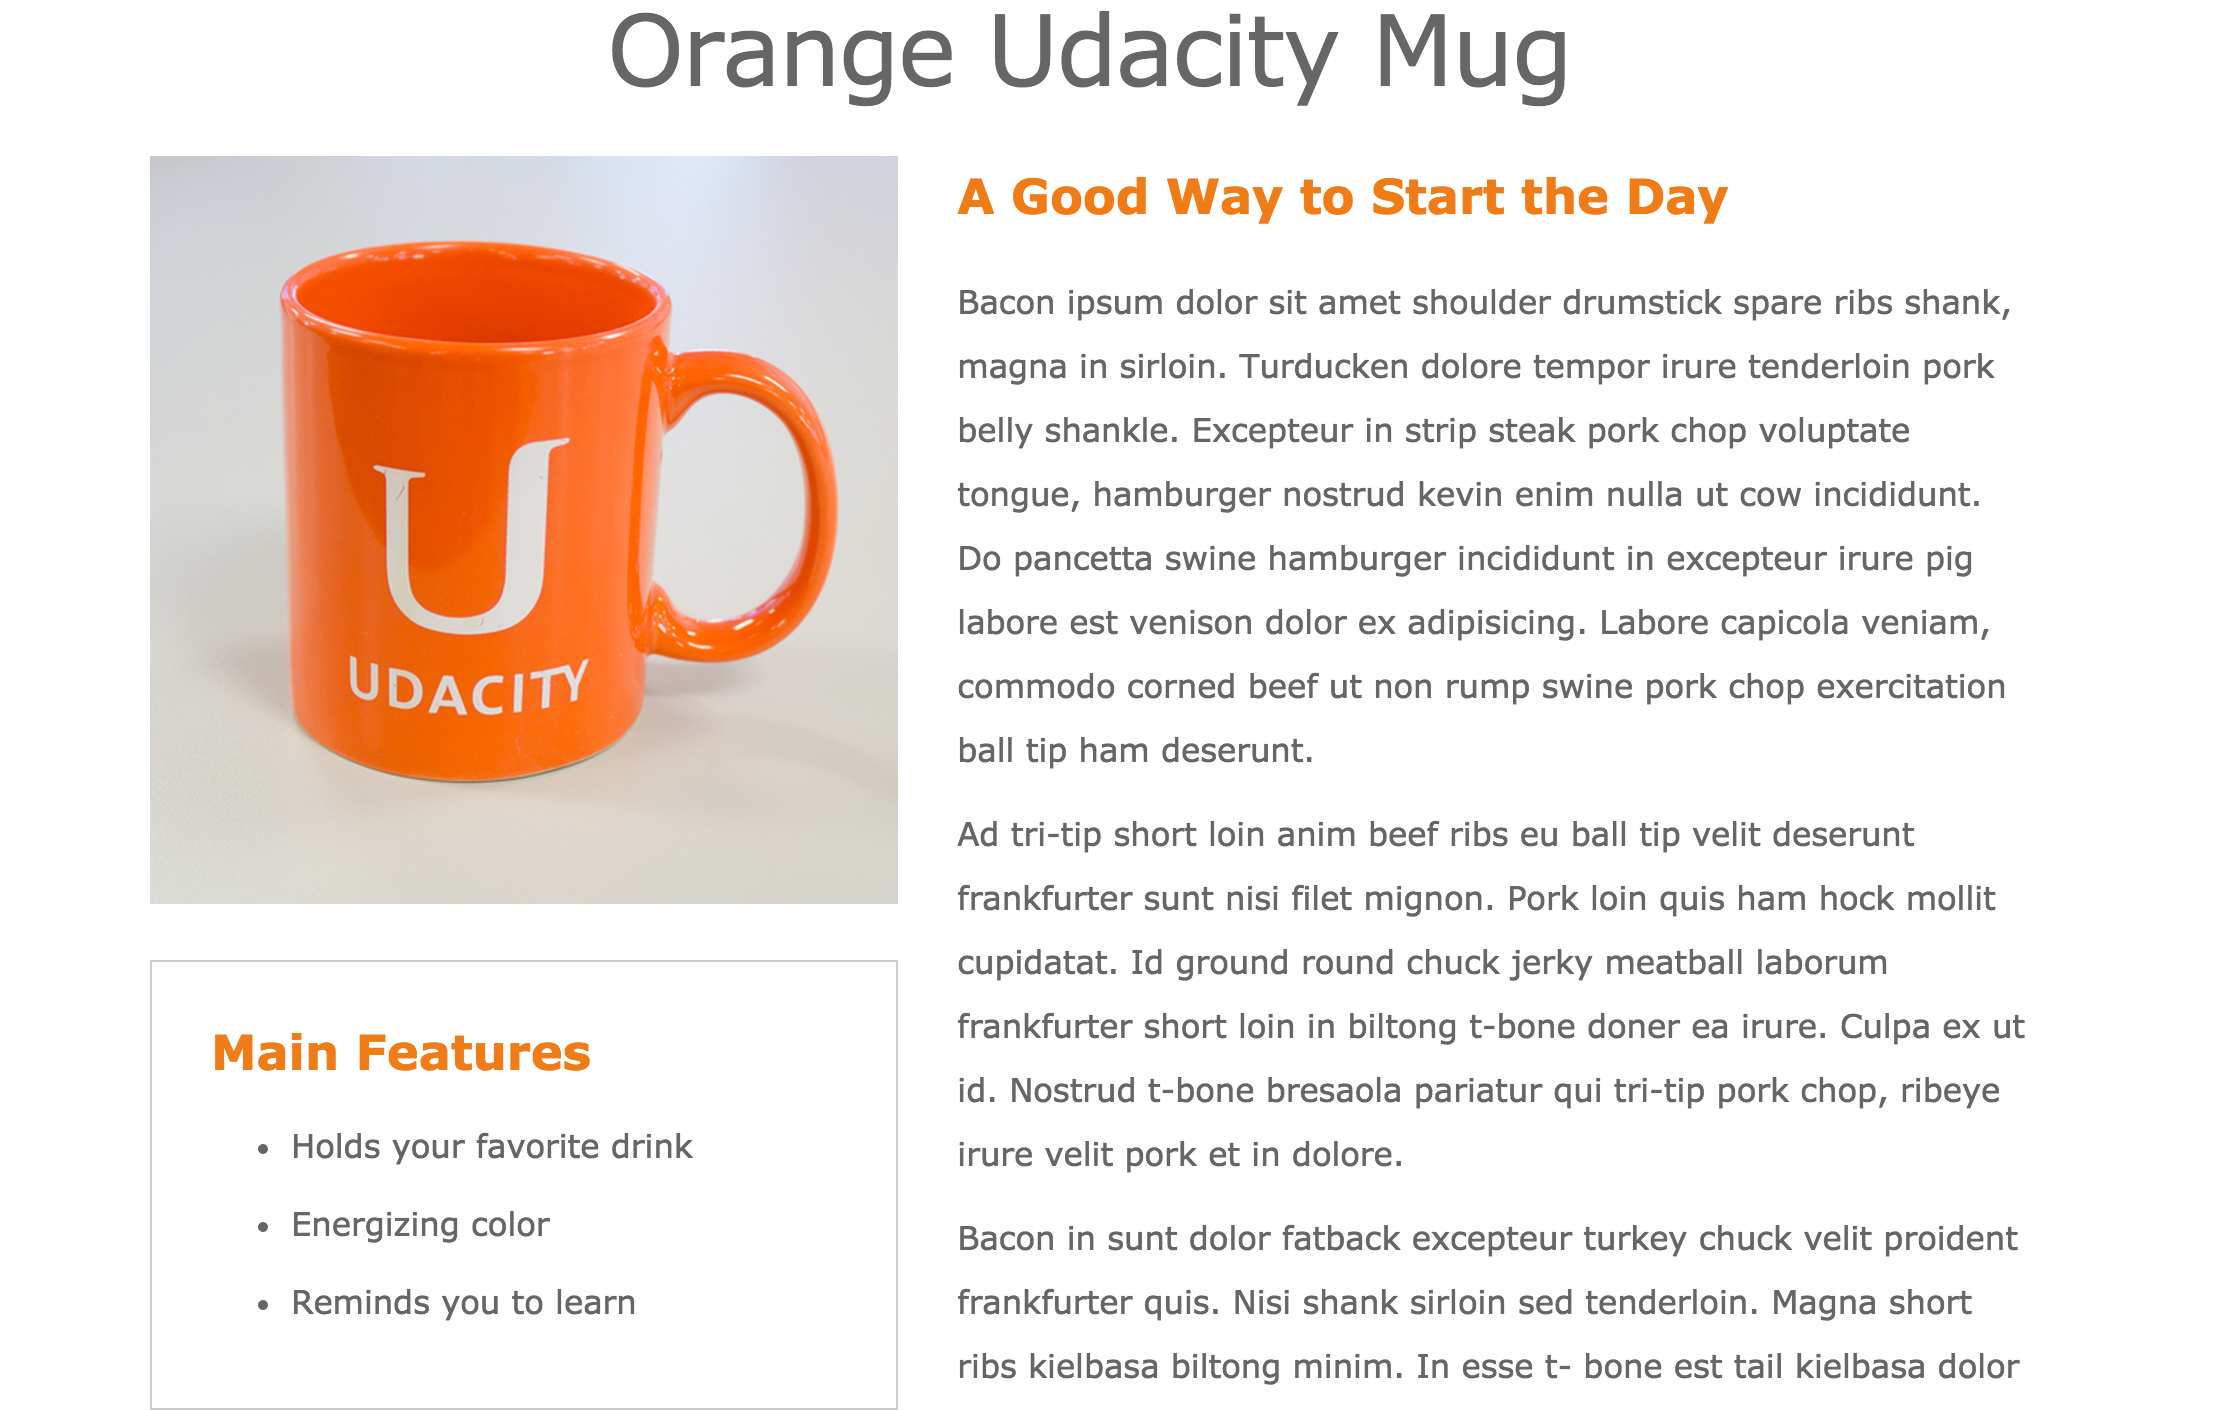 Orange Udacity Mug
U
UDACITY
Main Features
• Holds your favorite drink
• Energizing color
• Reminds you to learn
A Good Way to Start the Day
Bacon ipsum dolor sit amet shoulder drumstick spare ribs shank,
magna in sirloin. Turducken dolore tempor irure tenderloin pork
belly shankle. Excepteur in strip steak pork chop voluptate
tongue, hamburger nostrud kevin enim nulla ut cow incididunt.
Do pancetta swine hamburger incididunt in excepteur irure pig
labore est venison dolor ex adipisicing. Labore capicola veniam,
commodo corned beef ut non rump swine pork chop exercitation
ball tip ham deserunt.
Ad tri-tip short loin anim beef ribs eu ball tip velit deserunt
frankfurter sunt nisi filet mignon. Pork loin quis ham hock mollit
cupidatat. Id ground round chuck jerky meatball laborum
frankfurter short loin in biltong t-bone doner ea irure. Culpa ex ut
id. Nostrud t-bone bresaola pariatur qui tri-tip pork chop, ribeye
irure velit pork et in dolore.
Bacon in sunt dolor fatback excepteur turkey chuck velit proident
frankfurter quis. Nisi shank sirloin sed tenderloin. Magna short
ribs kielbasa biltong minim. In esse t- bone est tail kielbasa dolor